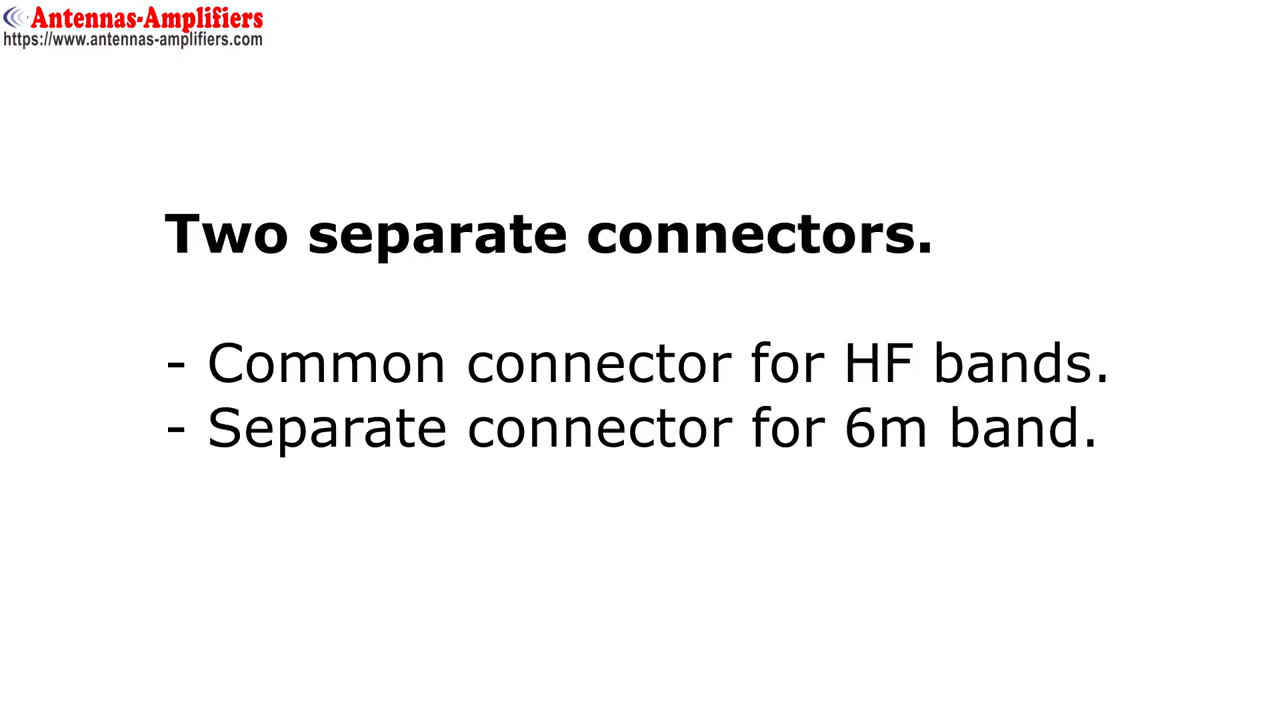 Antennas-Amplifiers
https://www.antennas-amplifiers.com
Two separate connectors.
- Common connector for HF bands.
- Separate connector for 6m band.